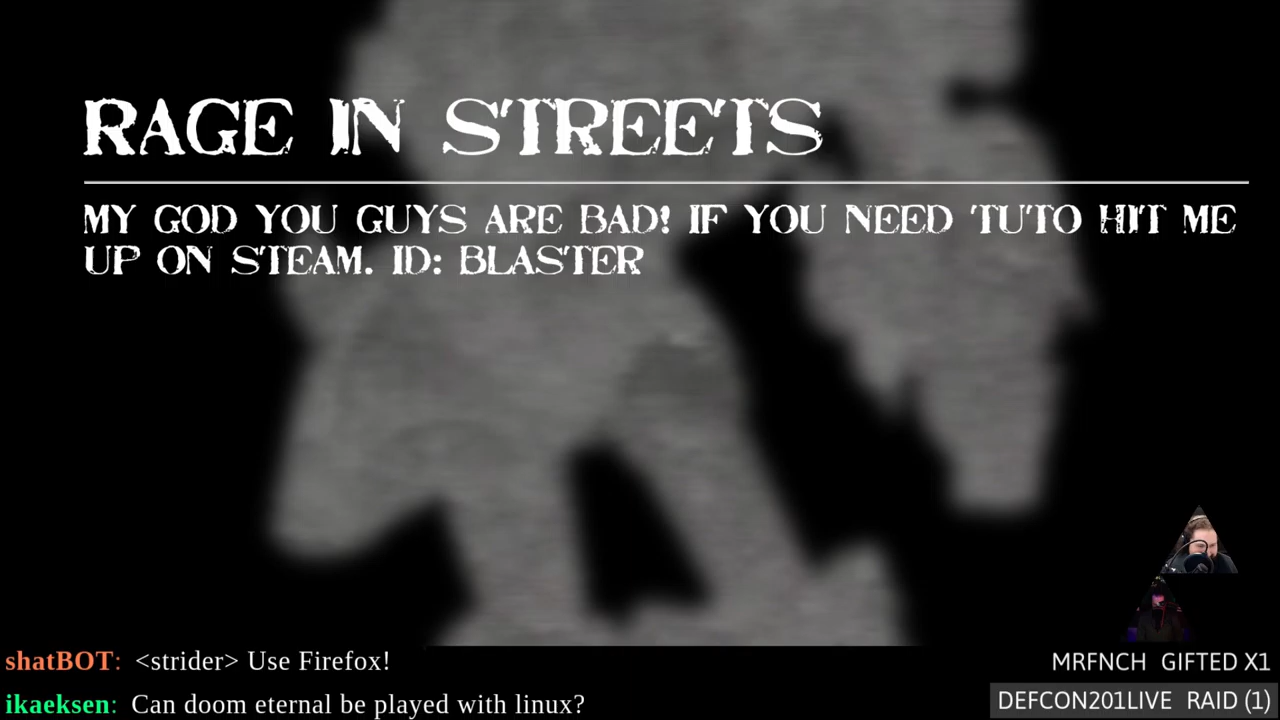 RAGE IN STREETS
MY GOD YOU GUYS ARE BAD! IF YOU NEED TUTO HIT ME
UP ON STEAM. ID: BLASTER
shatBOT: <strider> Use Firefox!
MRFNCH GIFTED X1
ikaeksen: Can doom eternal be played with linux?
DEFCON201LIVE RAID (1)